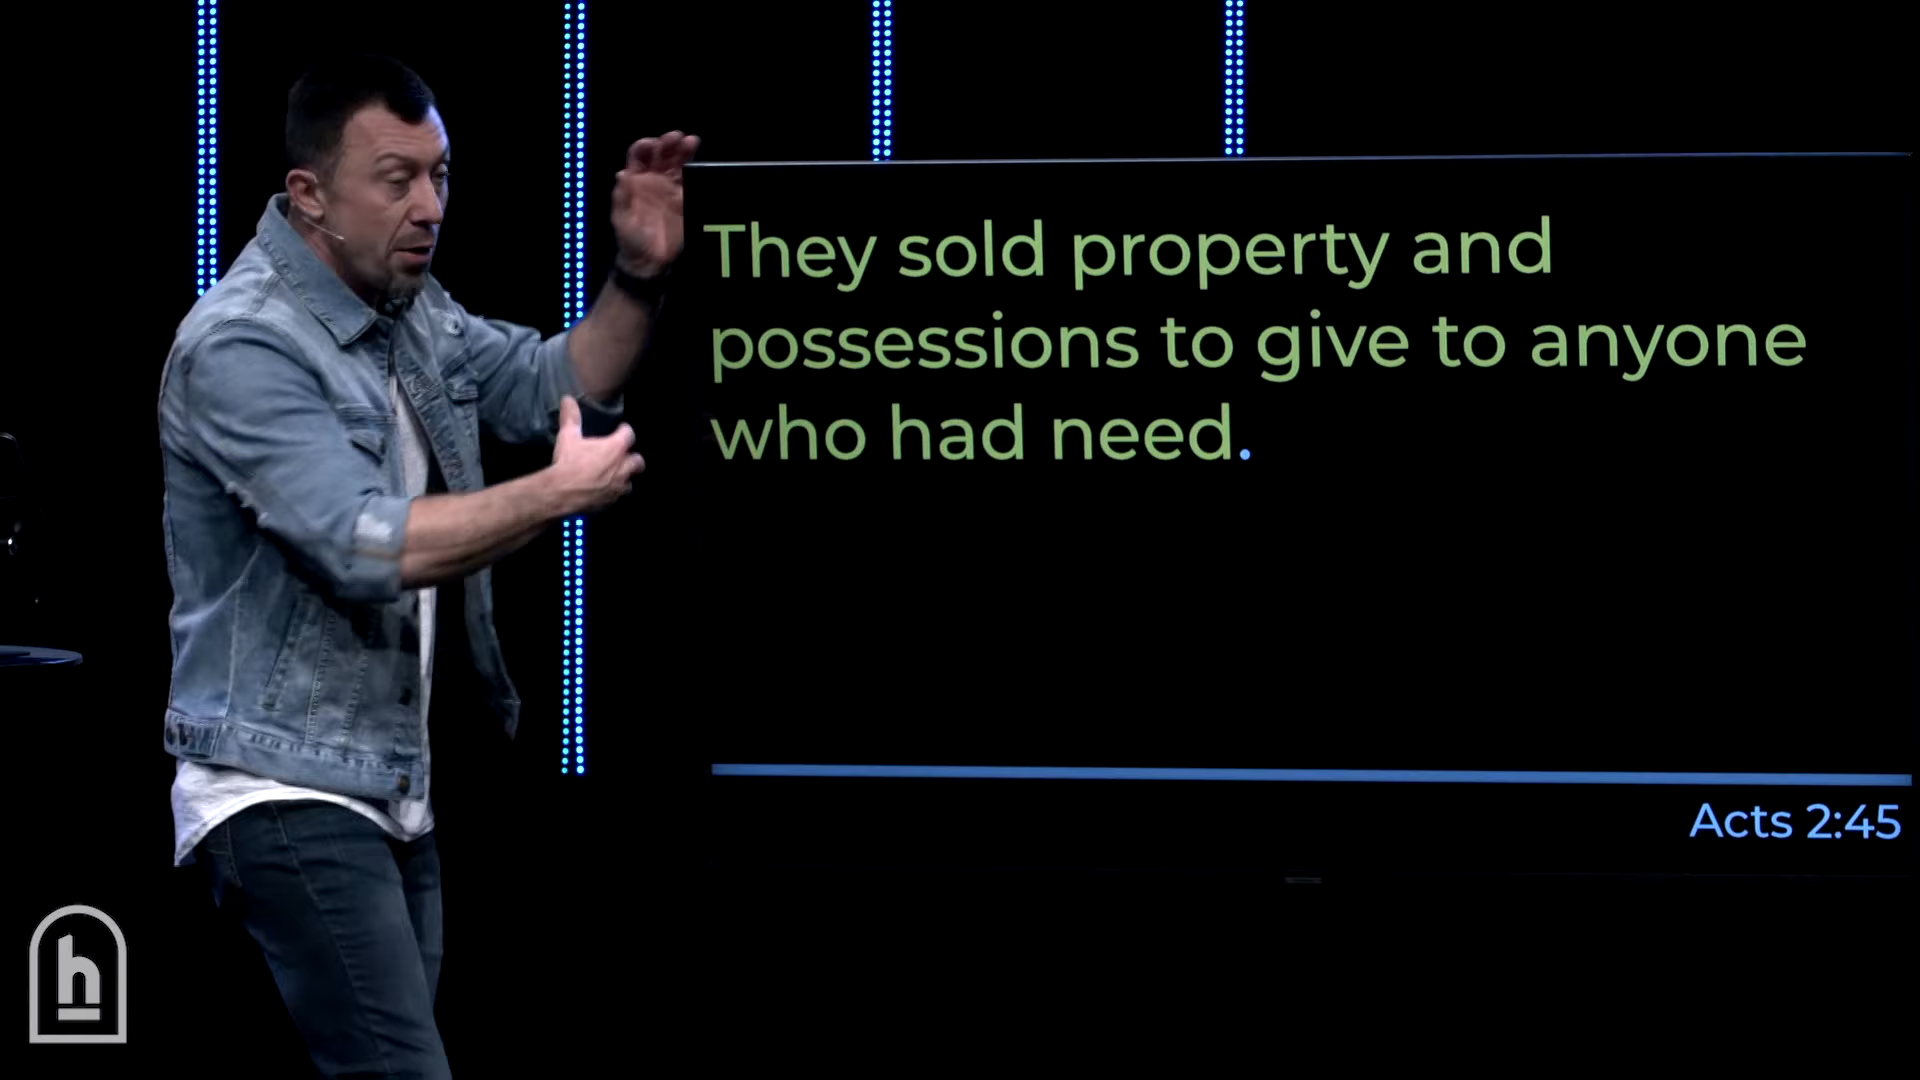 They sold property and
possessions to give to anyone
who had need.
Acts 2:45
h